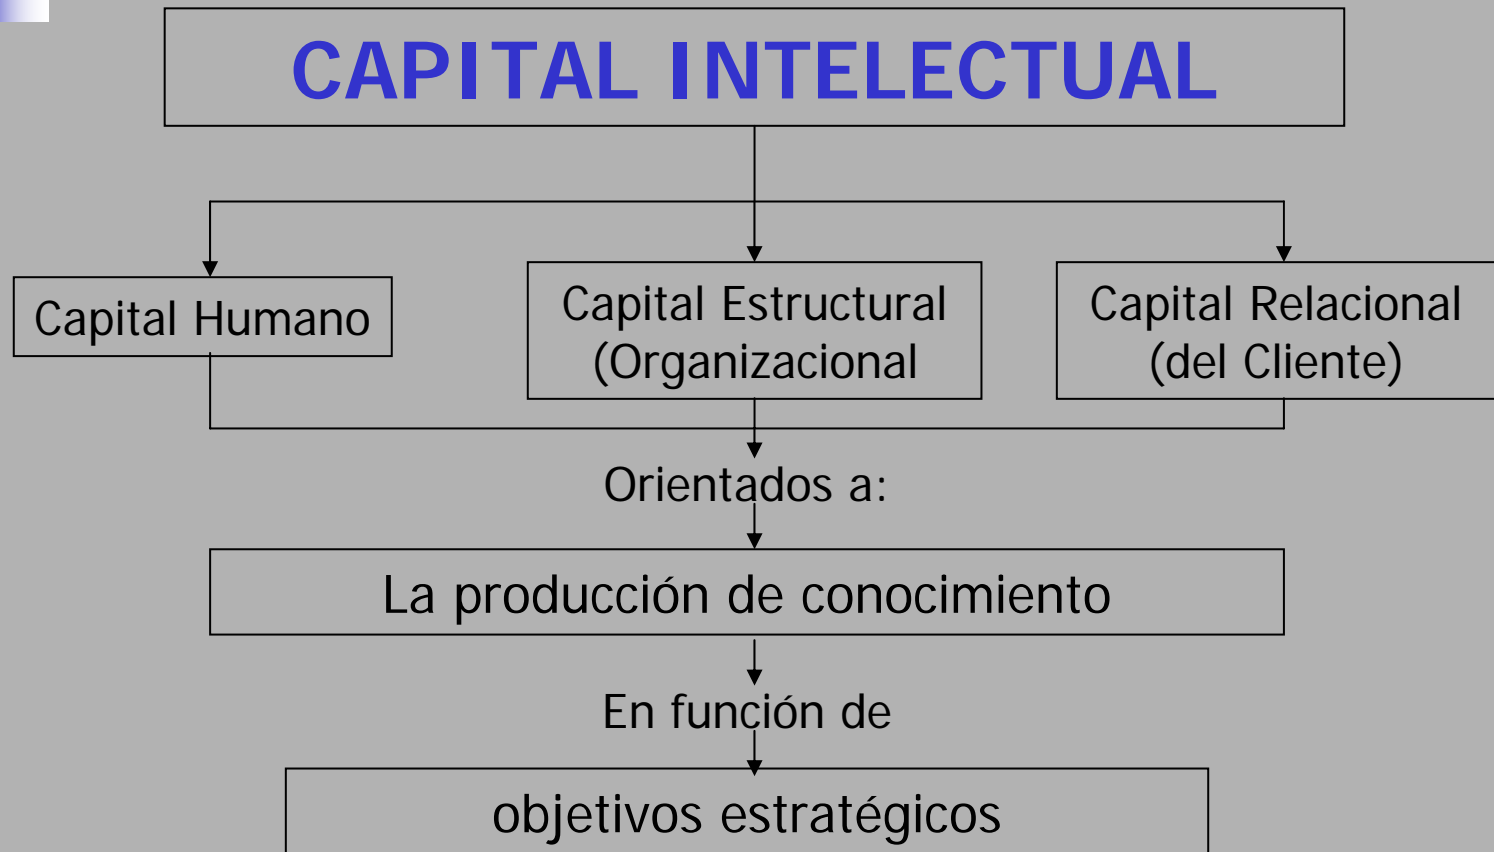 CAPITAL INTELECTUAL
Capital Humano
Capital Estructural
(Organizacional
Capital Relacional
(del Cliente)
Orientados a:
La producción de conocimiento
En función de
objetivos estratégicos